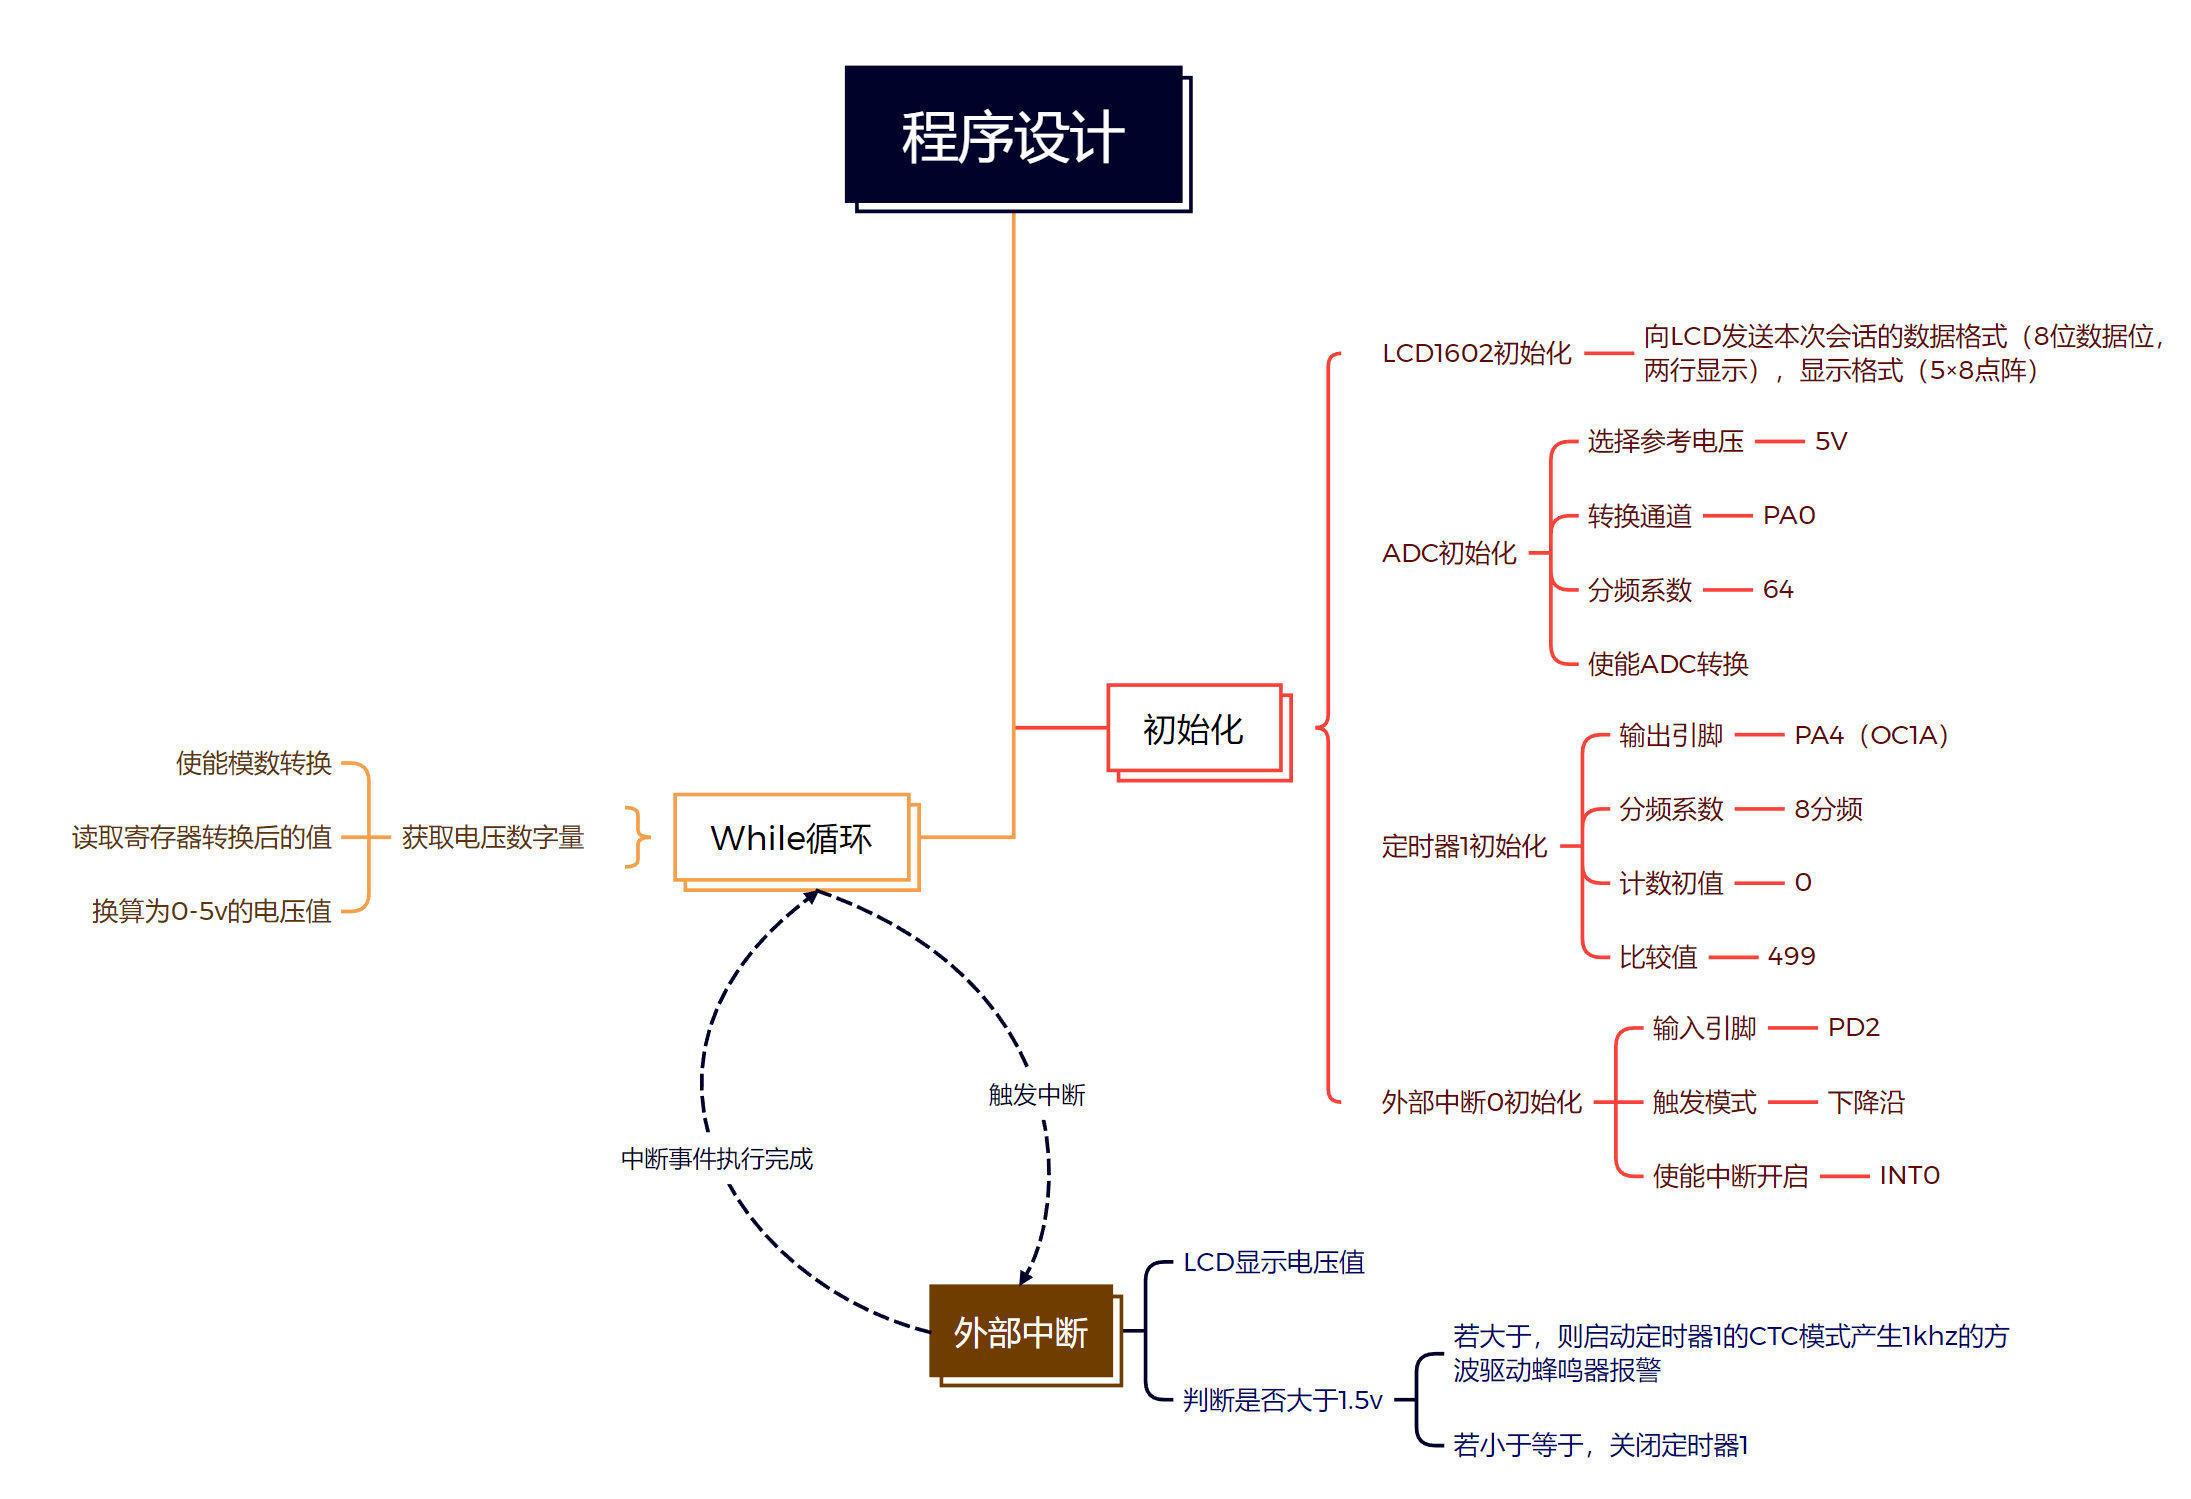 程序设计
初始化
LCD1602初始化
向LCD发送本次会话的数据格式（8位数据位，
两行显示），显示格式（5×8点阵）
ADC初始化
选择参考电压
5V
转换通道
PA0
分频系数
64
使能ADC转换
定时器1初始化
输出引脚
PA4（OC1A）
分频系数
8分频
计数初值
0
比较值
499
外部中断0初始化
输入引脚
PD2
触发模式
下降沿
使能中断开启
INT0
While循环
获取电压数字量
使能模数转换
读取寄存器转换后的值
换算为0-5v的电压值
触发中断
中断事件执行完成
外部中断
LCD显示电压值
判断是否大于1.5v
若大于，则启动定时器1的CTC模式产生1khz的方
波驱动蜂鸣器报警
若小于等于，关闭定时器1